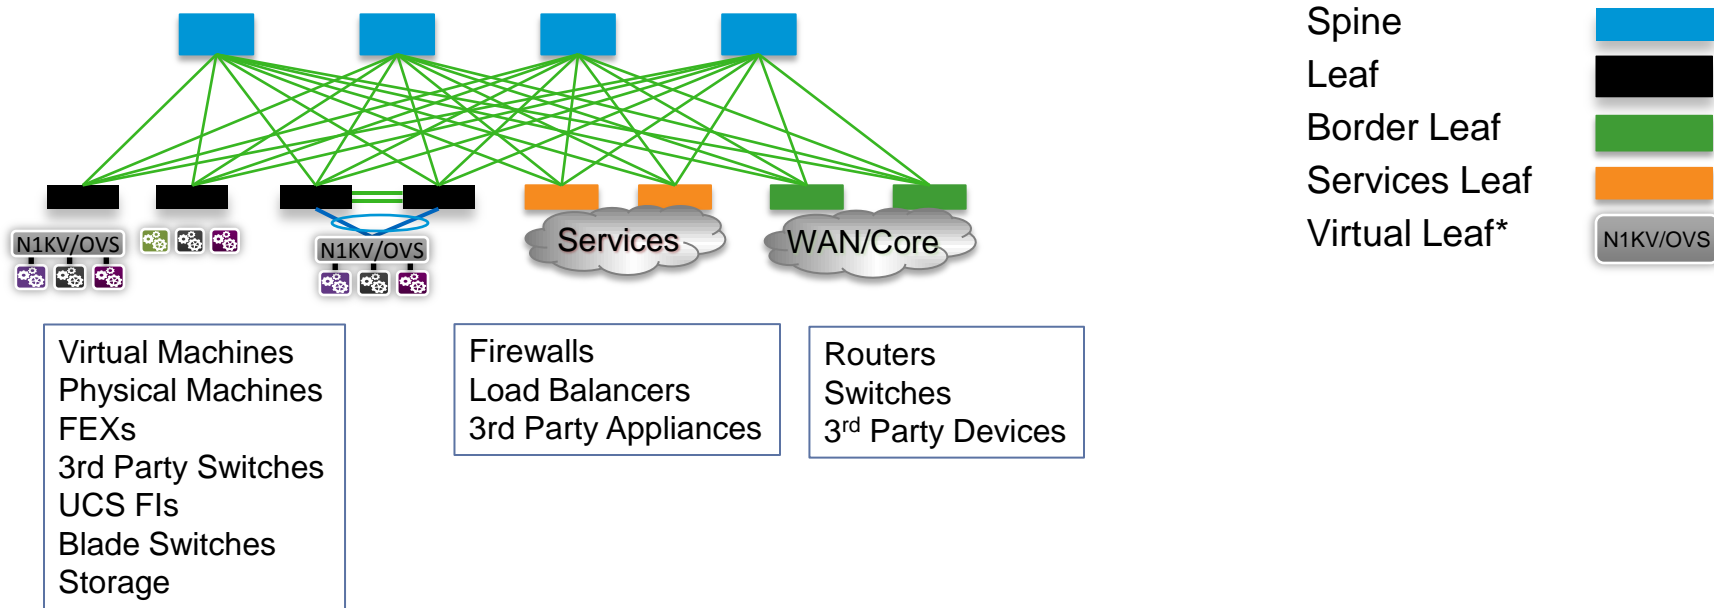 Spine
Leaf
Border Leaf
Services Leaf
Virtual Leaf*
N1KV/OVS
N1KV/OVS
N1KV/OVS
Services
WAN/Core
Virtual Machines
Physical Machines
FEXs
3rd Party Switches
UCS FIs
Blade Switches
Storage
Firewalls
Load Balancers
3rd Party Appliances
Routers
Switches
3rd Party Devices